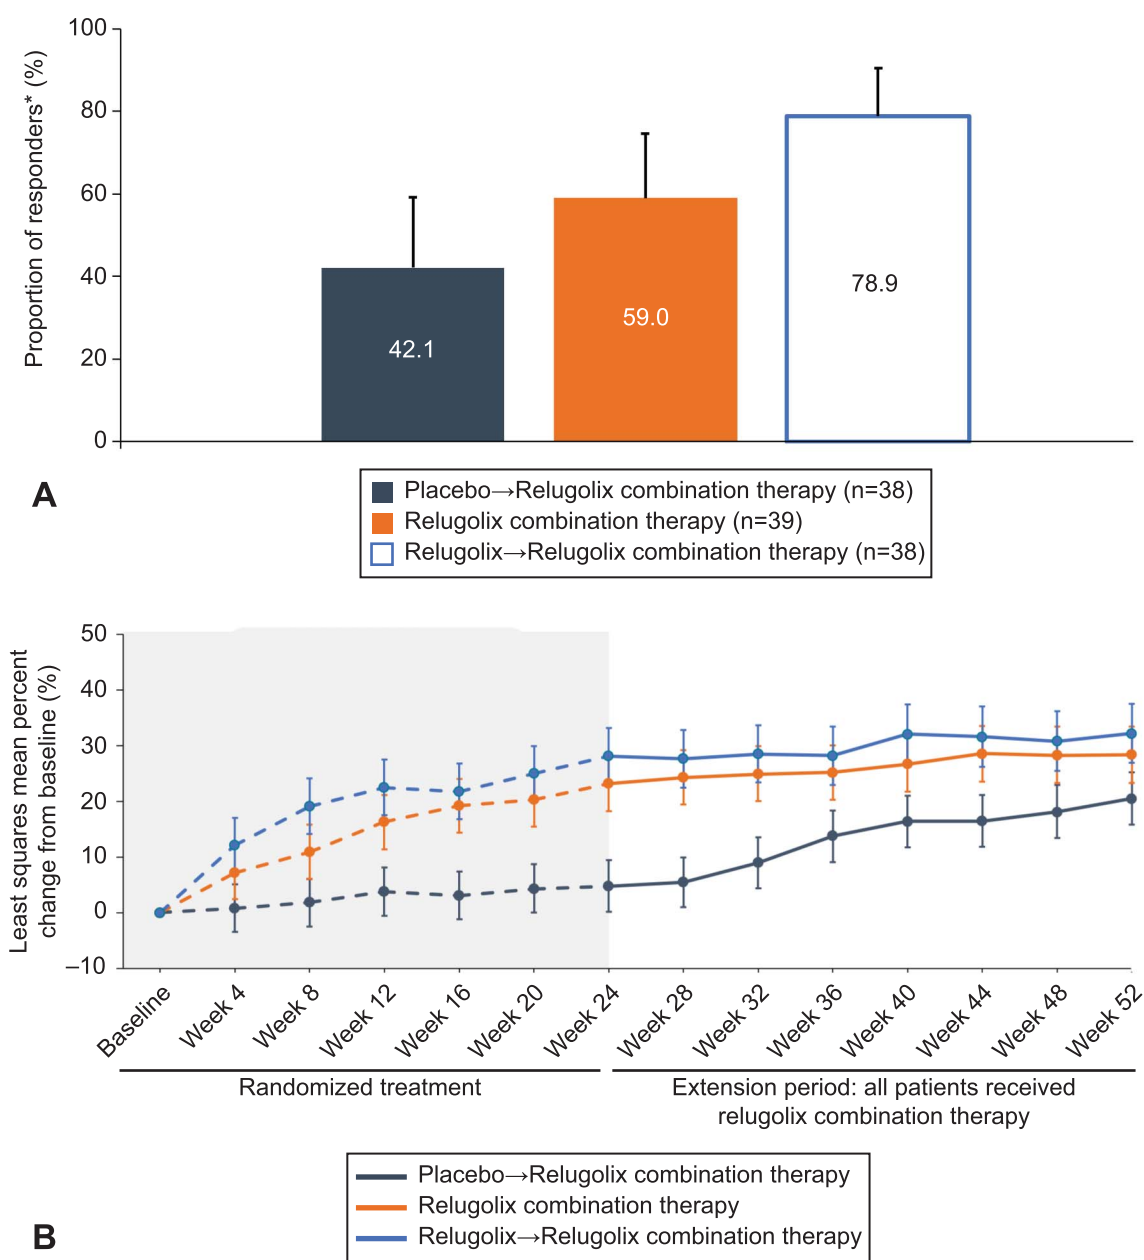 Proportion of responders* (%)
100
80
60
40
20
0
42.1
59.0
78.9
A
Placebo→Relugolix combination therapy (n=38)
Relugolix combination therapy (n=39)
Relugolix→Relugolix combination therapy (n=38)
Least squares mean percent
change from baseline (%)
50
40
30
20
10
0
–10
Baseline
Week 4
Week 8
Week 12
Week 16
Week 20
Week 24
Week 28
Week 32
Week 36
Week 40
Week 44
Week 48
Week 52
Randomized treatment
Extension period: all patients received
relugolix combination therapy
Placebo→Relugolix combination therapy
Relugolix combination therapy
Relugolix→Relugolix combination therapy
B